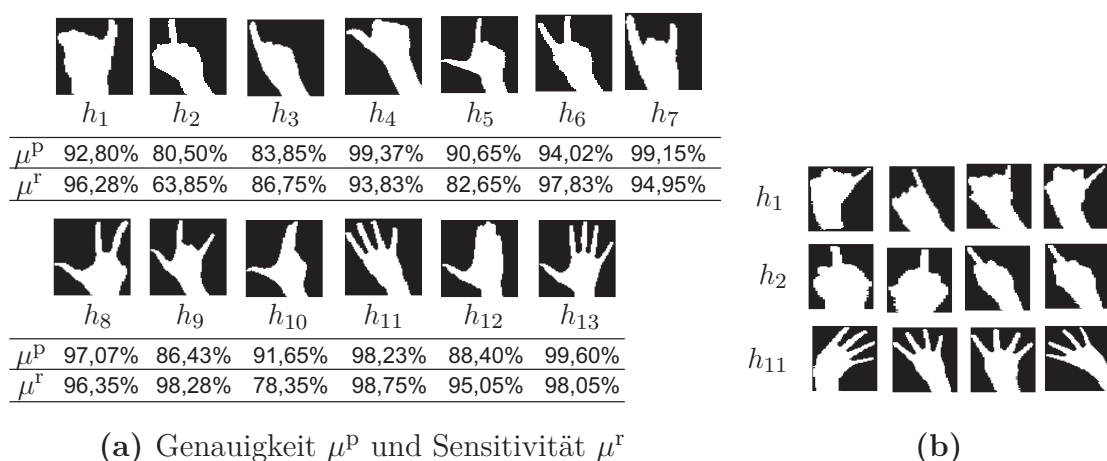 h1 h2 h3 h4 h5 h6 h7
μp 92,80% 80,50% 83,85% 99,37% 90,65% 94,02% 99,15%
μr 96,28% 63,85% 86,75% 93,83% 82,65% 97,83% 94,95%
h8 h9 h10 h11 h12 h13
μp 97,07% 86,43% 91,65% 98,23% 88,40% 99,60%
μr 96,35% 98,28% 78,35% 98,75% 95,05% 98,05%
(a) Genauigkeit μp und Sensitivität μr
h1
h2
h11
(b)